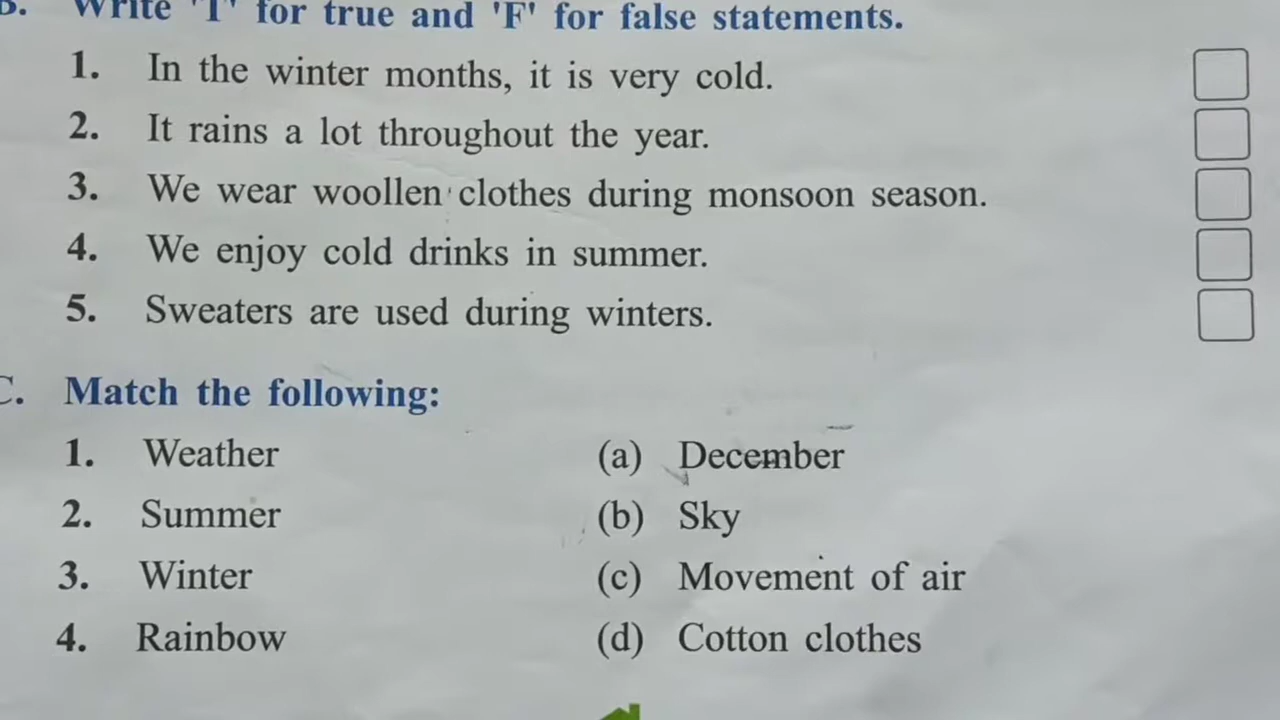 B. Write 'T' for true and 'F' for false statements.
1. In the winter months, it is very cold.
2. It rains a lot throughout the year.
3. We wear woollen clothes during monsoon season.
4. We enjoy cold drinks in summer.
5. Sweaters are used during winters.
C. Match the following:
1. Weather (a) December
2. Summer (b) Sky
3. Winter (c) Movement of air
4. Rainbow (d) Cotton clothes